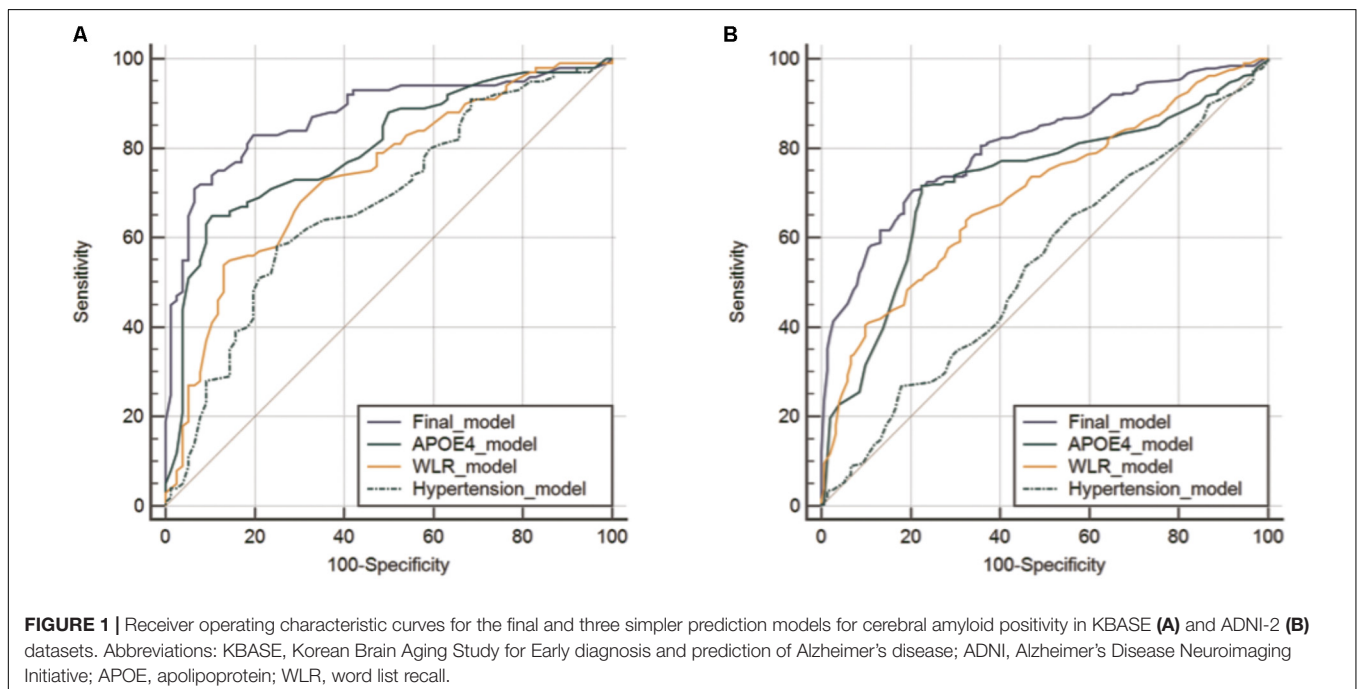 A
100
80
60
40
20
0
Sensitivity
0 20 40 60 80 100
100-Specificity
Final_model
APOE4_model
WLR_model
Hypertension_model
B
100
80
60
40
20
0
Sensitivity
0 20 40 60 80 100
100-Specificity
Final_model
APOE4_model
WLR_model
Hypertension_model
FIGURE 1 | Receiver operating characteristic curves for the final and three simpler prediction models for cerebral amyloid positivity in KBASE (A) and ADNI-2 (B)
datasets. Abbreviations: KBASE, Korean Brain Aging Study for Early diagnosis and prediction of Alzheimer's disease; ADNI, Alzheimer's Disease Neuroimaging
Initiative; APOE, apolipoprotein; WLR, word list recall.